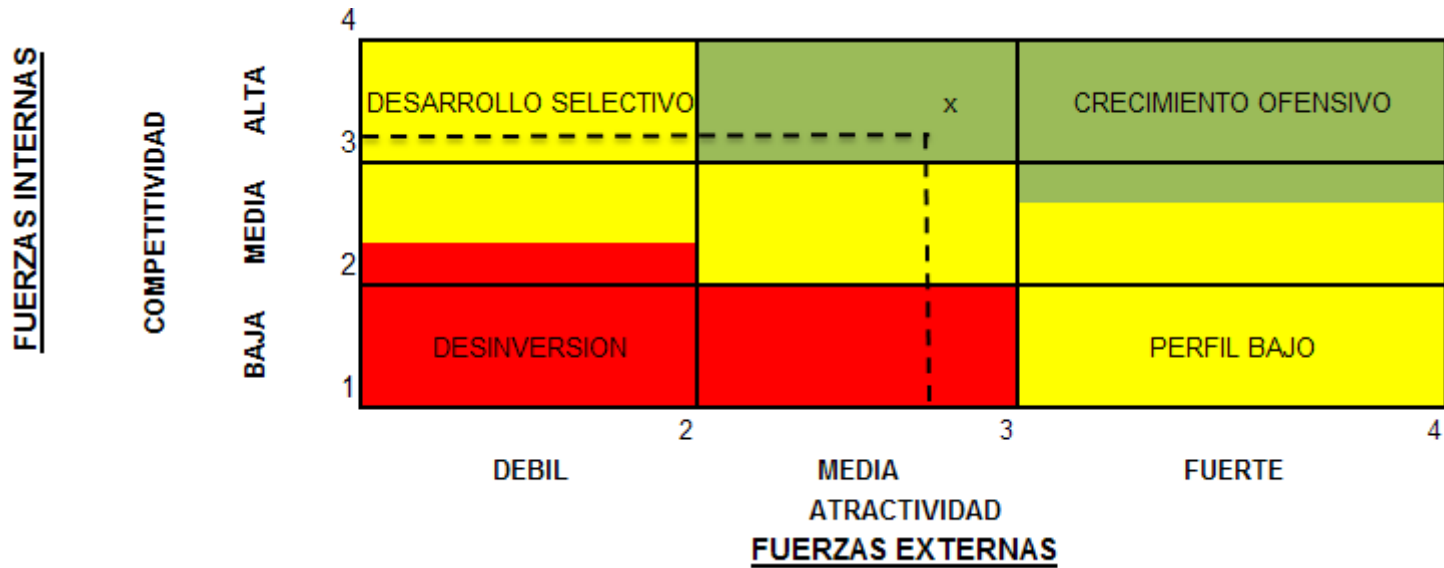 4
FUERZAS INTERNAS
COMPETITIVIDAD
ALTA
DESARROLLO SELECTIVO
x
CRECIMIENTO OFENSIVO
3
MEDIA
2
BAJA
DESINVERSION
PERFIL BAJO
1
2
3
4
DEBIL
MEDIA
FUERTE
ATRACTIVIDAD
FUERZAS EXTERNAS